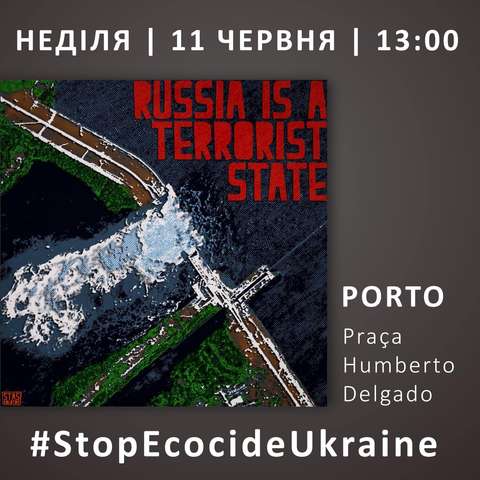 НЕДІЛЯ | 11 ЧЕРВНЯ | 13:00
RUSSIA IS A
TERRORIST
STATE
PORTO
Praça
Humberto
Delgado
#StopEcocideUkraine